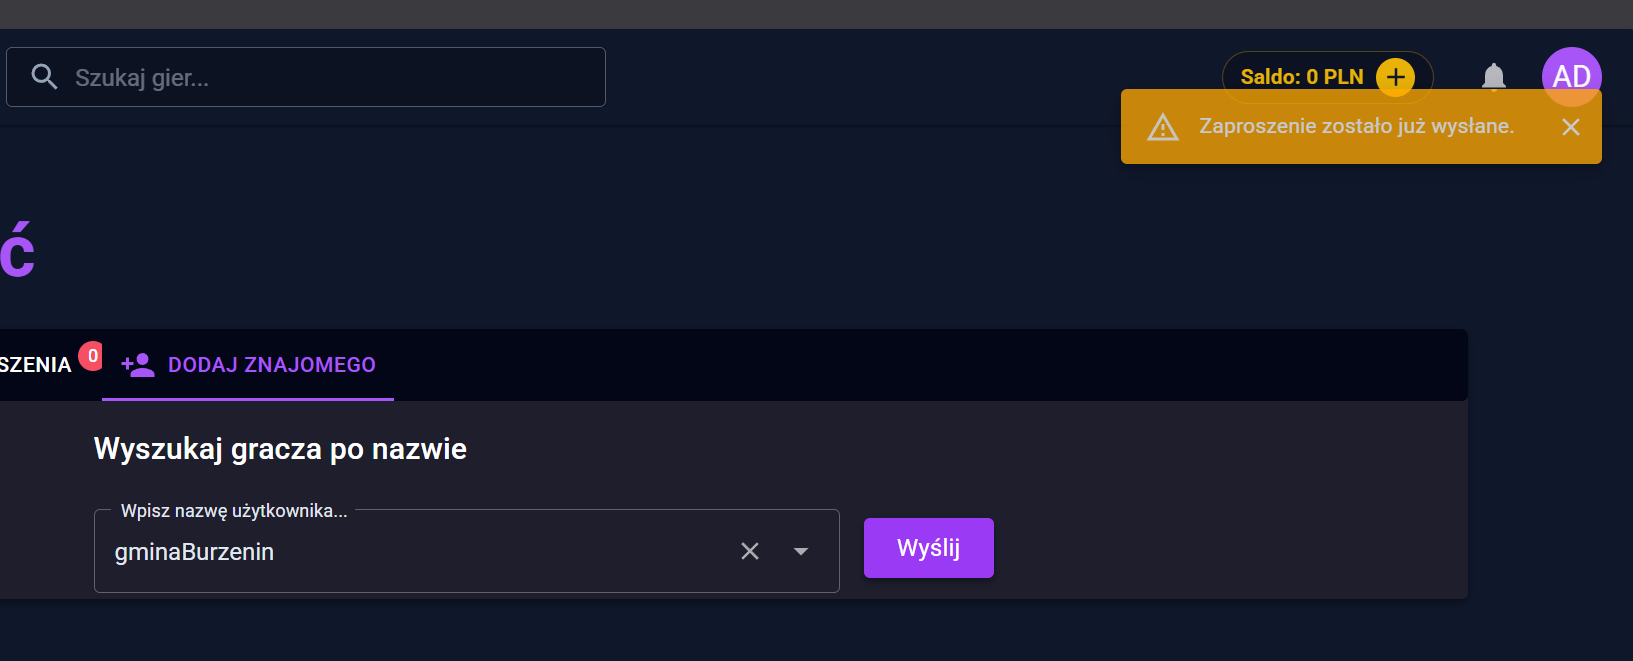 Szukaj gier...
Saldo: 0 PLN
AD
Zaproszenie zostało już wysłane.
ć
SZENIA 0
DODAJ ZNAJOMEGO
Wyszukaj gracza po nazwie
Wpisz nazwę użytkownika...
gminaBurzenin
Wyślij